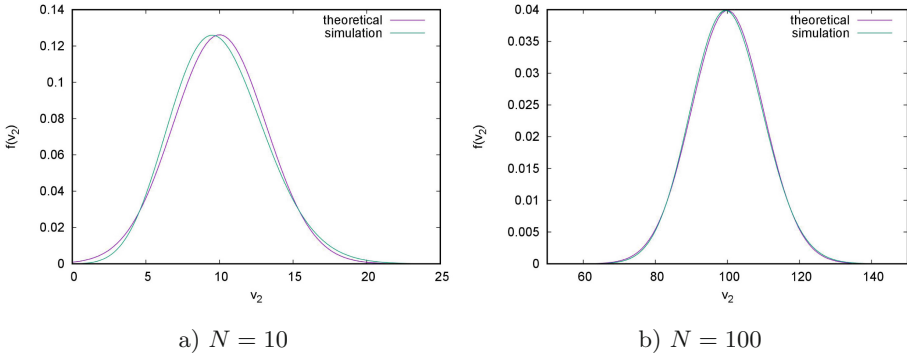 theoretical
simulation
f(v₂)
0.14
0.12
0.1
0.08
0.06
0.04
0.02
0
0 5 10 15 20 25
v₂
a) N = 10
theoretical
simulation
f(v₂)
0.04
0.035
0.03
0.025
0.02
0.015
0.01
0.005
0
60 80 100 120 140
v₂
b) N = 100